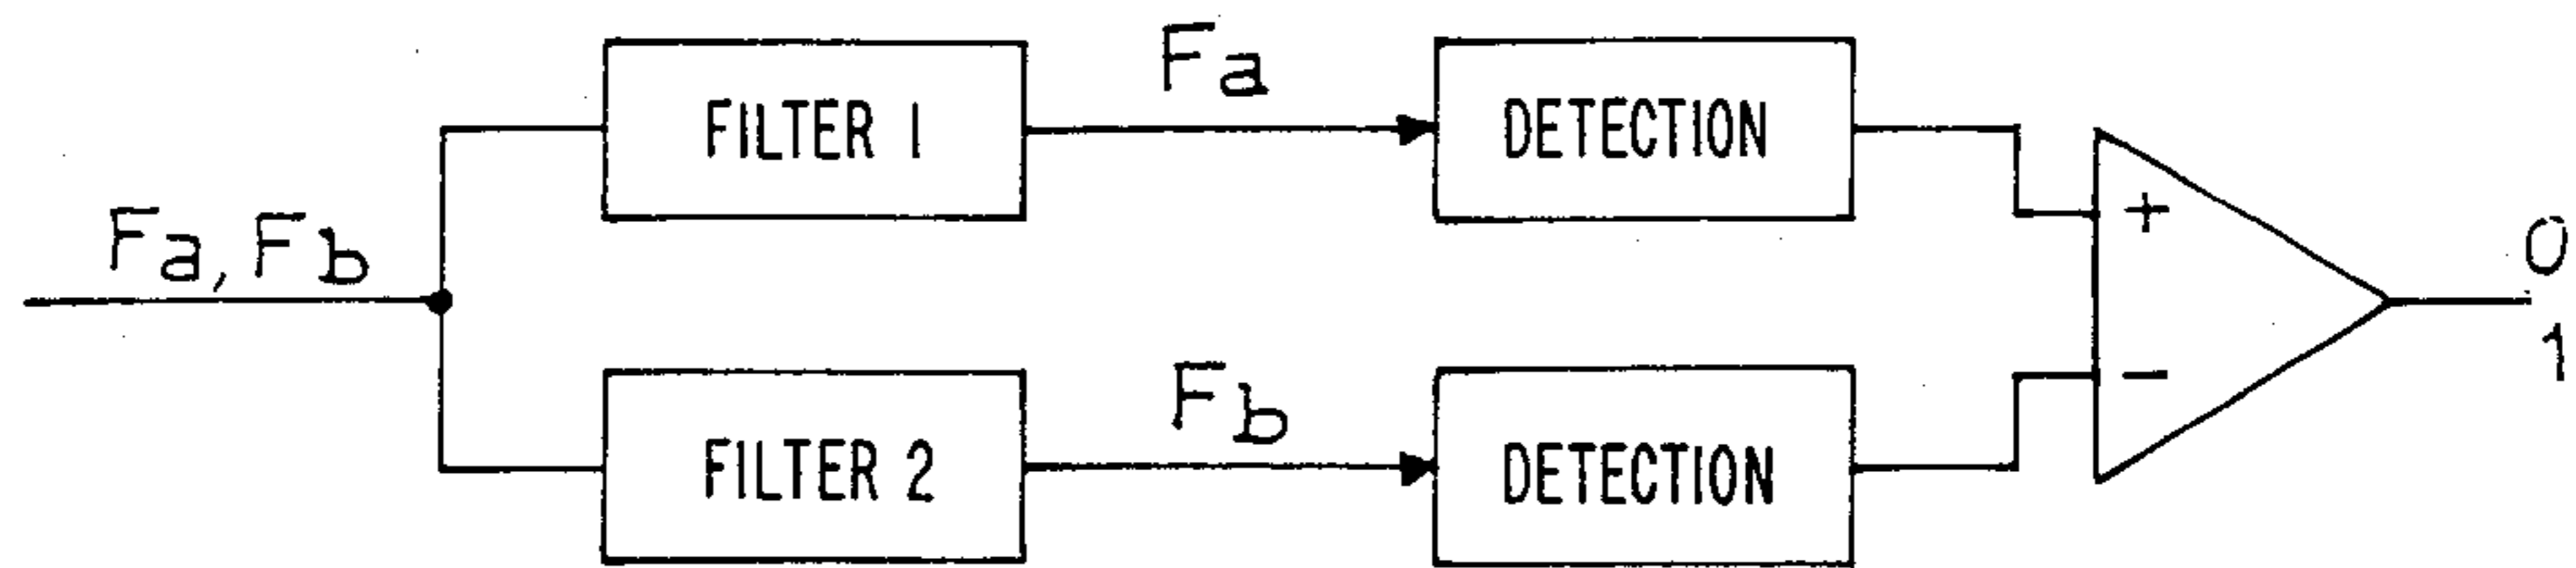 Fa, Fb
FILTER 1
Fa
DETECTION
FILTER 2
Fb
DETECTION
+
−
0
1